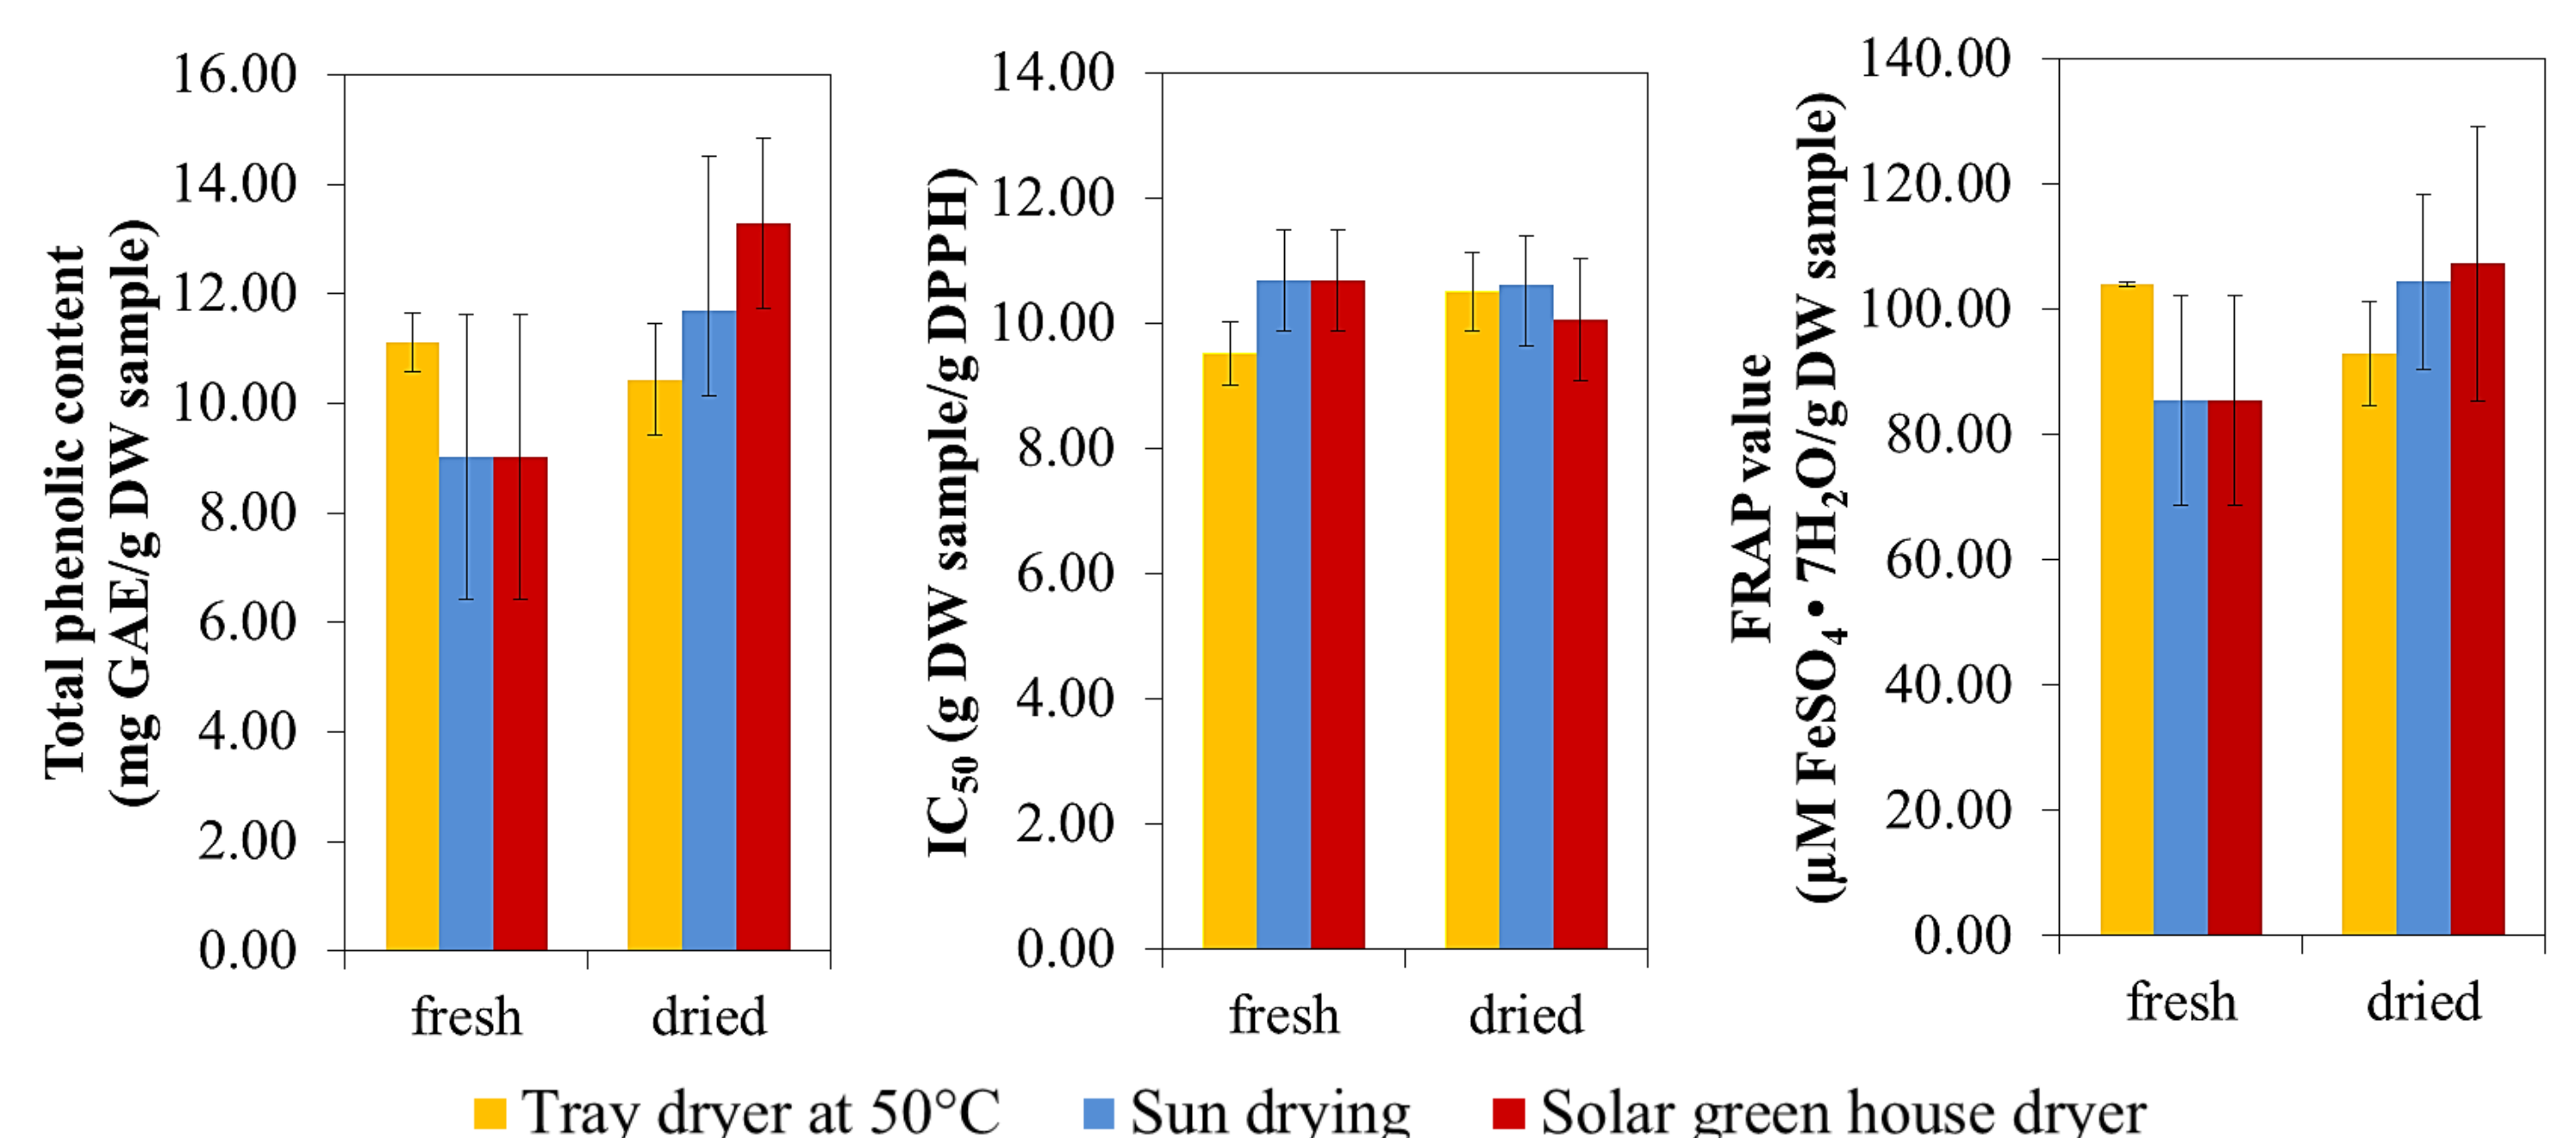 Total phenolic content
(mg GAE/g DW sample)
16.00
14.00
12.00
10.00
8.00
6.00
4.00
2.00
0.00
fresh dried
IC₅₀ (g DW sample/g DPPH)
14.00
12.00
10.00
8.00
6.00
4.00
2.00
0.00
fresh dried
FRAP value
(µM FeSO₄• 7H₂O/g DW sample)
140.00
120.00
100.00
80.00
60.00
40.00
20.00
0.00
fresh dried
Tray dryer at 50°C Sun drying Solar green house dryer